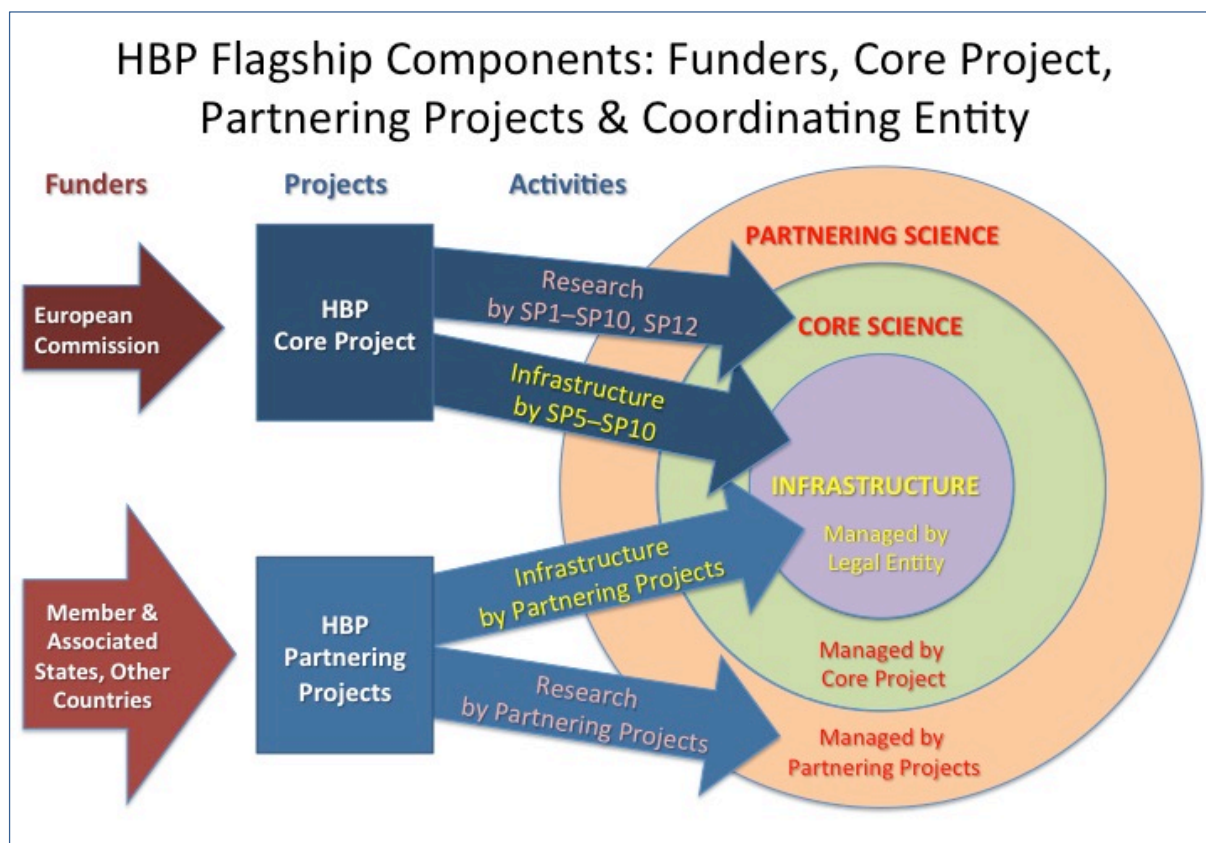 HBP Flagship Components: Funders, Core Project,
Partnering Projects & Coordinating Entity
Funders
Projects
Activities
European
Commission
HBP
Core Project
Research
by SP1–SP10, SP12
Infrastructure
by SP5–SP10
PARTNERING SCIENCE
CORE SCIENCE
INFRASTRUCTURE
Managed by
Legal Entity
Member &
Associated
States, Other
Countries
HBP
Partnering
Projects
Infrastructure
by Partnering Projects
Research
by Partnering Projects
Managed by
Core Project
Managed by
Partnering Projects